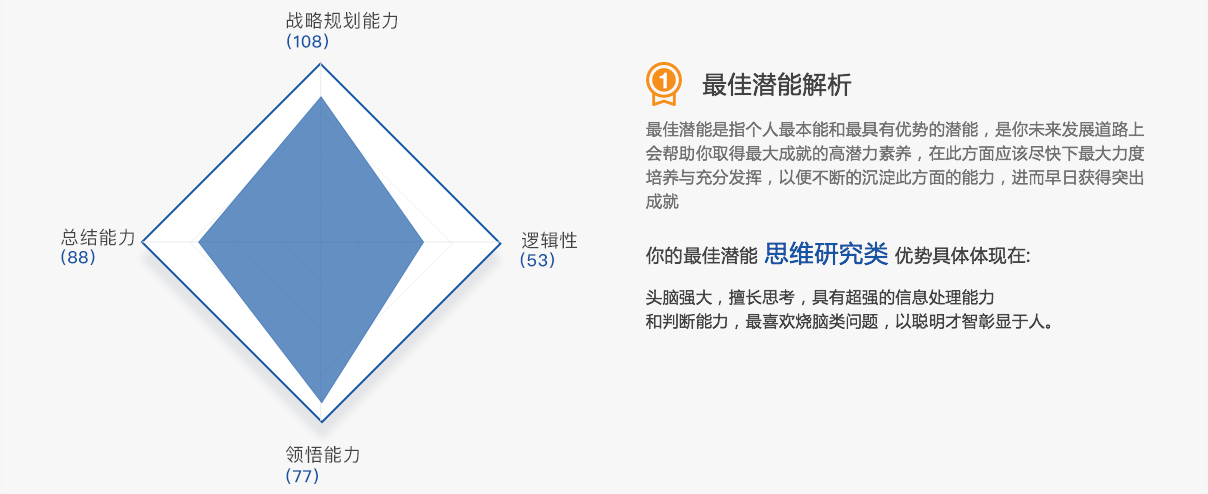 战略规划能力
(108)
总结能力
(88)
逻辑性
(53)
领悟能力
(77)
1
最佳潜能解析
最佳潜能是指个人最本能和最具有优势的潜能，是你未来发展道路上
会帮助你取得最大成就的高潜力素养，在此方面应该尽快下最大力度
培养与充分发挥，以便不断的沉淀此方面的能力，进而早日获得突出
成就
你的最佳潜能 思维研究类 优势具体体现在:
头脑强大，擅长思考，具有超强的信息处理能力
和判断能力，最喜欢烧脑类问题，以聪明才智彰显于人。